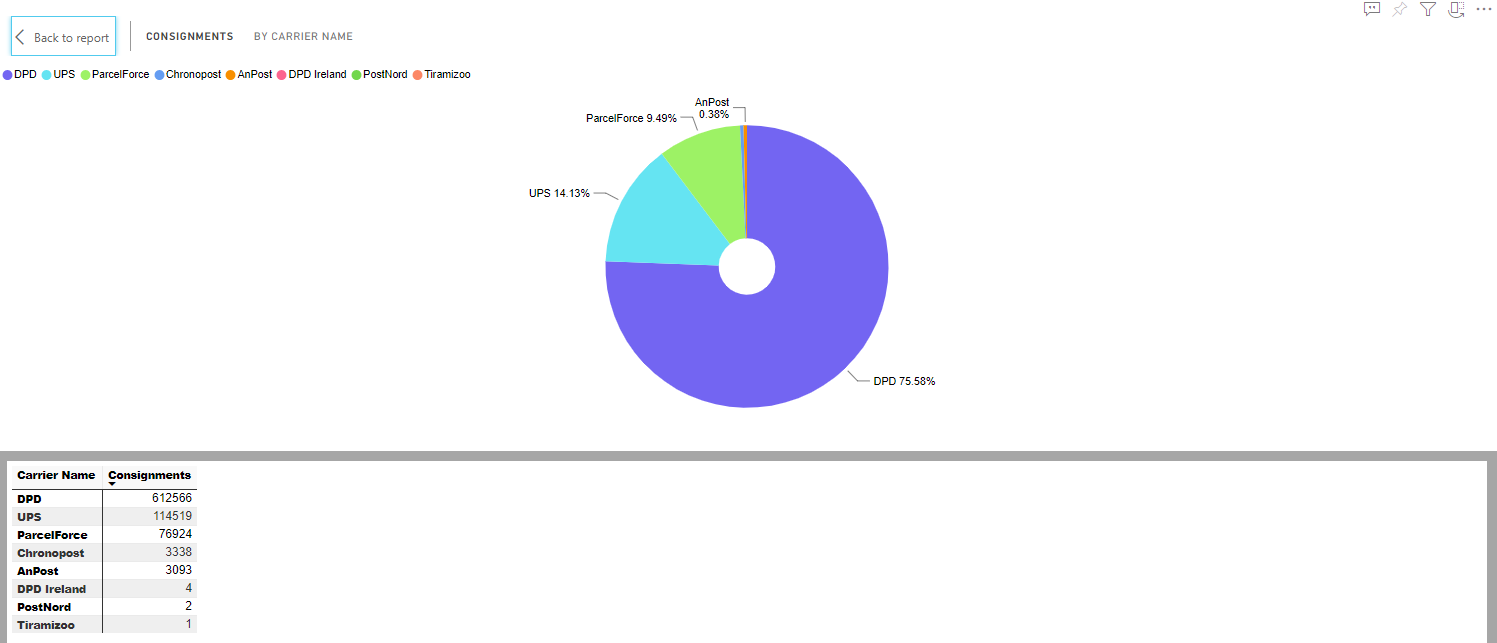 Back to report
CONSIGNMENTS BY CARRIER NAME
DPD UPS ParcelForce Chronopost AnPost DPD Ireland PostNord Tiramizoo
AnPost
0.38%
ParcelForce 9.49%
UPS 14.13%
DPD 75.58%
Carrier Name Consignments
DPD 612566
UPS 114519
ParcelForce 76924
Chronopost 3338
AnPost 3093
DPD Ireland 4
PostNord 2
Tiramizoo 1